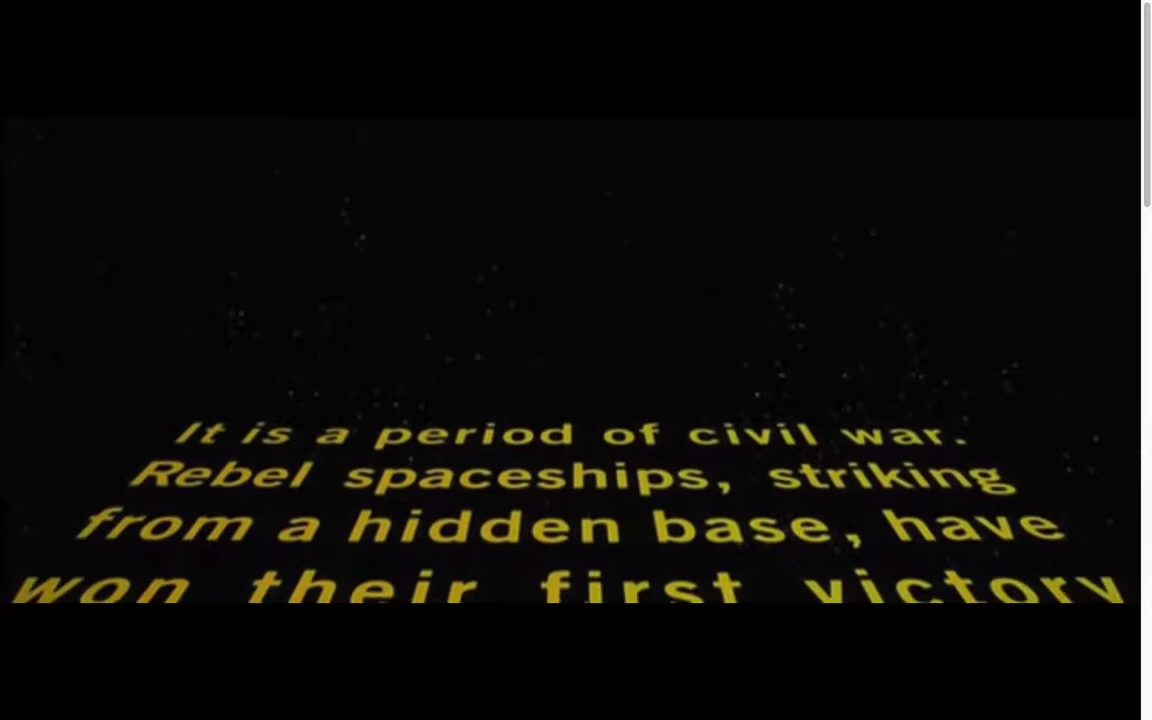 It is a period of civil war.
Rebel spaceships, striking
from a hidden base, have
won their first victory